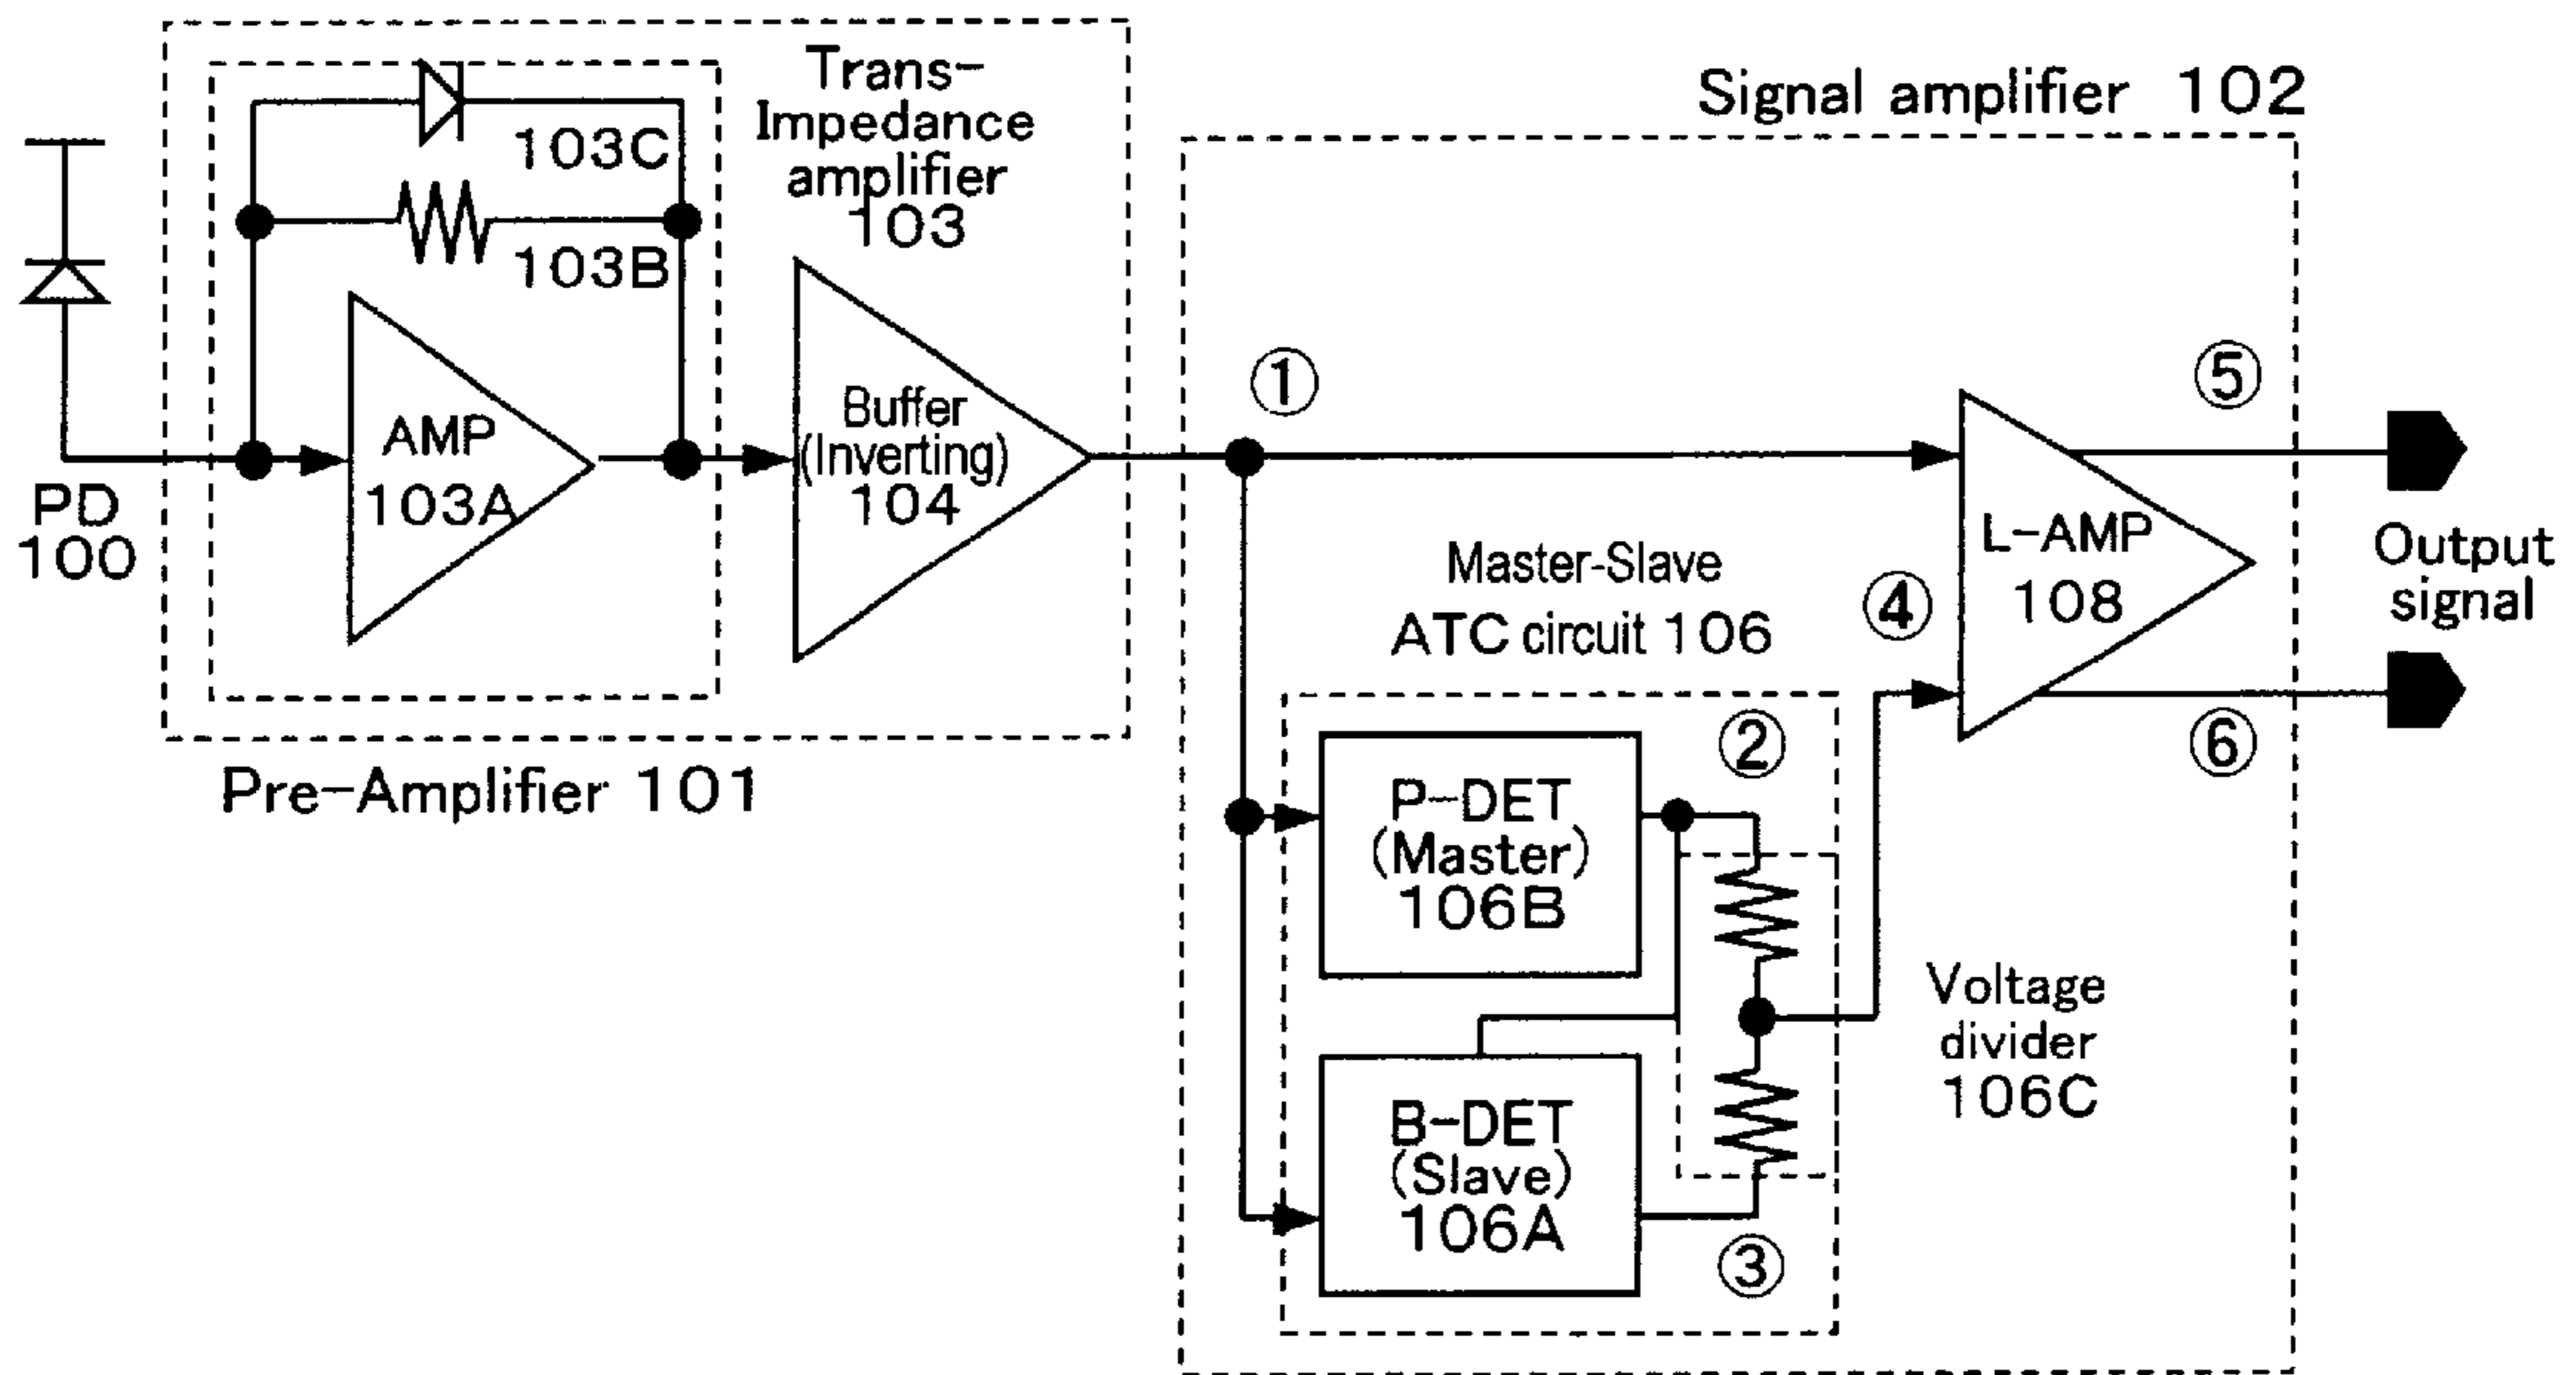 Trans-
Impedance
amplifier
103
103C
103B
AMP
103A
Buffer
(Inverting)
104
PD
100
Pre-Amplifier 101
Signal amplifier 102
①
⑤
L-AMP
108
④
⑥
Output
signal
Master-Slave
ATC circuit 106
②
P-DET
(Master)
106B
Voltage
divider
106C
B-DET
(Slave)
106A
③